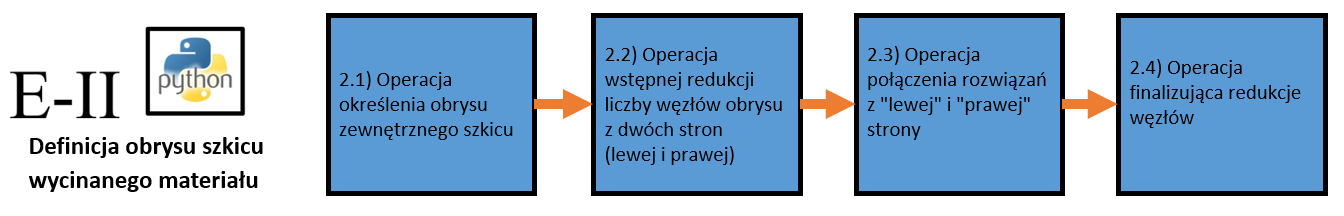 E-II
python
Definicja obrysu szkicu
wycinanego materiału
2.1) Operacja
określenia obrysu
zewnętrznego szkicu
2.2) Operacja
wstępnej redukcji
liczby węzłów obrysu
z dwóch stron
(lewej i prawej)
2.3) Operacja
połączenia rozwiązań
z "lewej" i "prawej"
strony
2.4) Operacja
finalizująca redukcje
węzłów